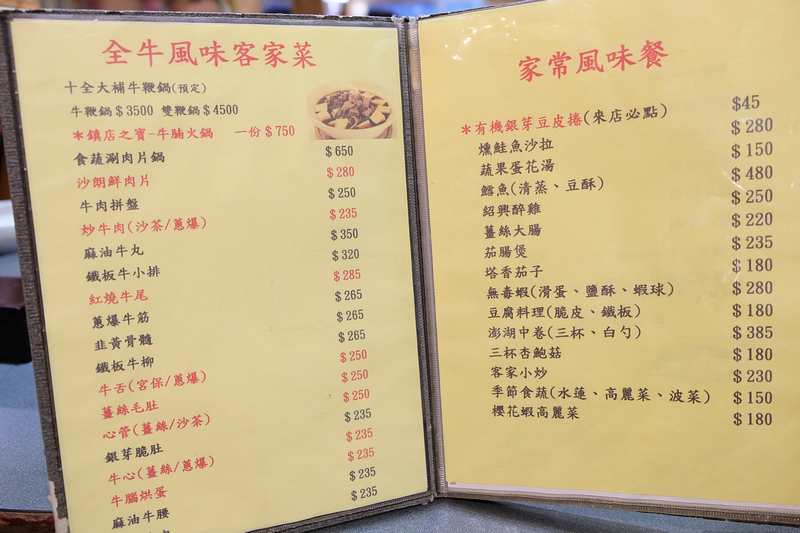 全牛風味客家菜
十全大補牛鞭鍋(預定)
牛鞭鍋$3500 雙鞭鍋$4500
*鎮店之寶-牛腩火鍋 一份$750
食蔬涮肉片鍋 $650
沙朗鮮肉片 $280
牛肉拼盤 $250
炒牛肉(沙茶/蔥爆) $235
麻油牛丸 $350
鐵板牛小排 $320
紅燒牛尾 $285
蔥爆牛筋 $265
韭黃骨髓 $265
鐵板牛柳 $265
牛舌(宮保/蔥爆) $250
薑絲毛肚 $250
心管(薑絲/沙茶) $250
銀芽脆肚 $235
牛心(薑絲/蔥爆) $235
牛腦烘蛋 $235
麻油牛腰 $235
$235
家常風味餐
*有機銀芽豆皮捲(來店必點) $45
燻鮭魚沙拉 $280
蔬果蛋花湯 $150
鱈魚(清蒸、豆酥) $480
紹興醉雞 $250
薑絲大腸 $220
茄腸煲 $235
塔香茄子 $180
無毒蝦(滑蛋、鹽酥、蝦球) $280
豆腐料理(脆皮、鐵板) $180
澎湖中卷(三杯、白勺) $385
三杯杏鮑菇 $180
客家小炒 $230
季節食蔬(水蓮、高麗菜、波菜) $150
櫻花蝦高麗菜 $180